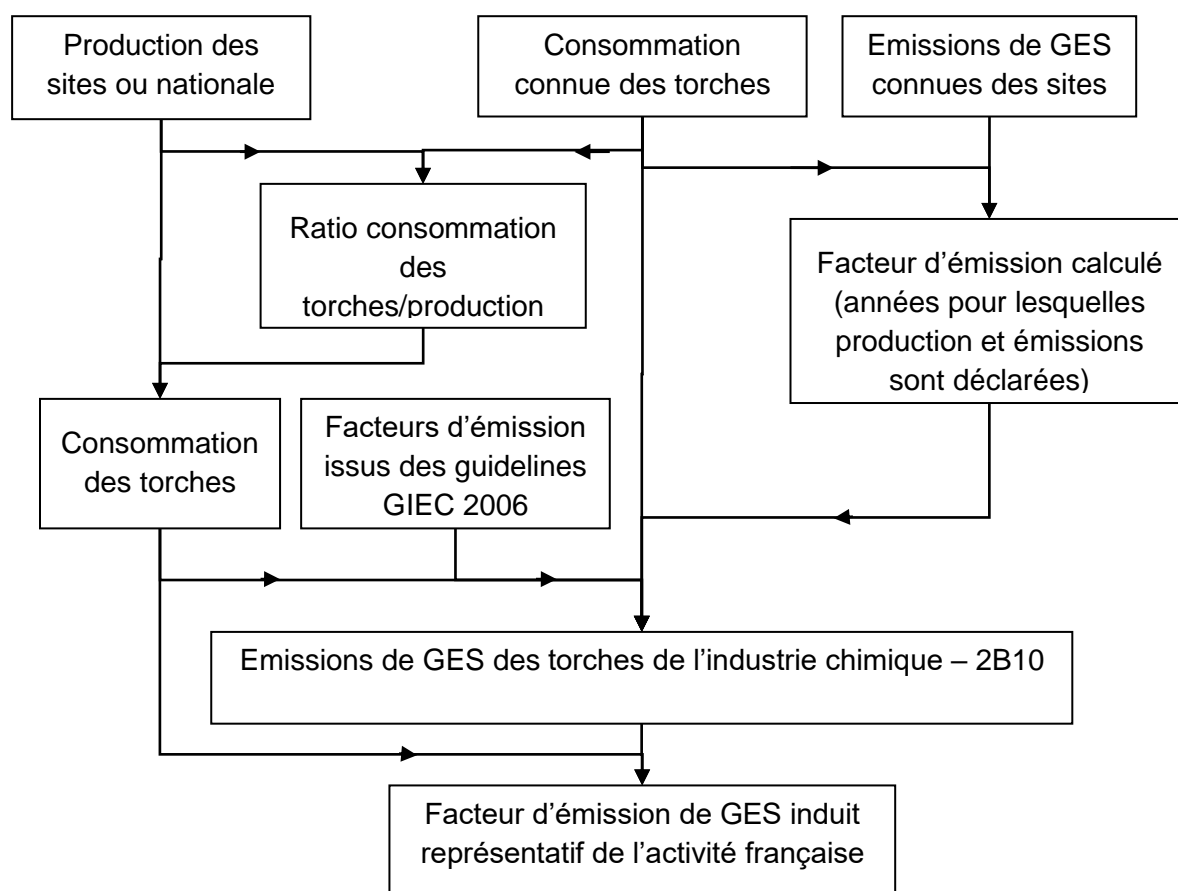 Production des
sites ou nationale
Consommation
connue des torches
Emissions de GES
connues des sites
Ratio consommation
des
torches/production
Facteur d’émission calculé
(années pour lesquelles
production et émissions
sont déclarées)
Consommation
des torches
Facteurs d’émission
issus des guidelines
GIEC 2006
Emissions de GES des torches de l’industrie chimique – 2B10
Facteur d’émission de GES induit
représentatif de l’activité française